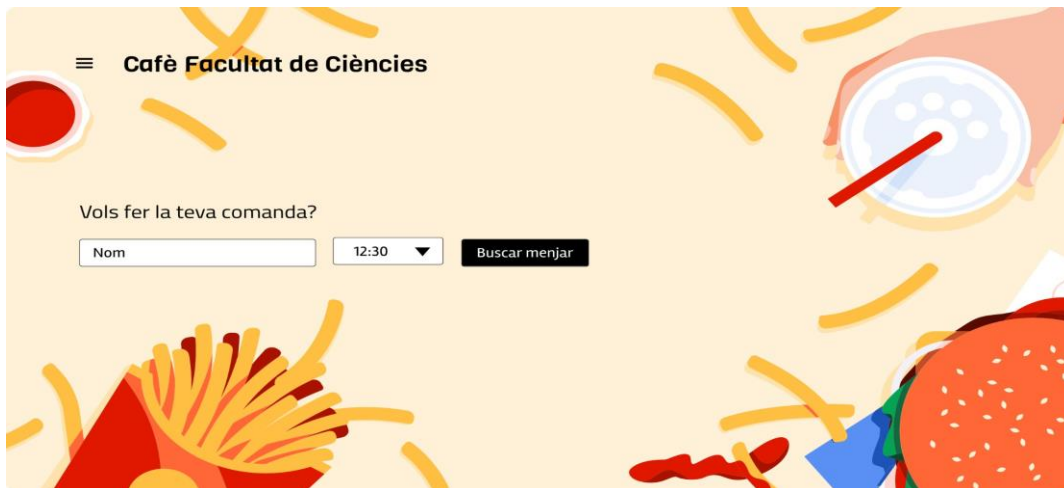 Cafè Facultat de Ciències
Vols fer la teva comanda?
Nom
12:30
Buscar menjar